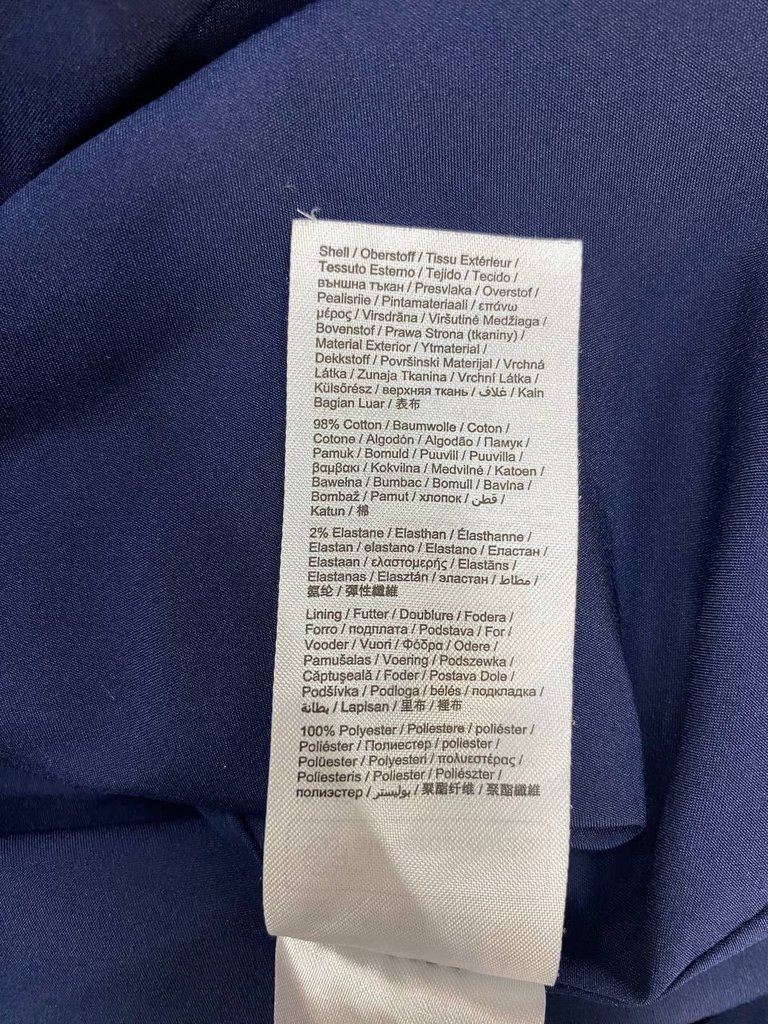 Shell / Oberstoff / Tissu Extérieur /
Tessuto Esterno / Tejido / Tecido /
външна тъкан / Presvlaka / Overstof /
Pealisriie / Pintamateriaali / επάνω
μέρος / Virsdrāna / Viršutinė Medžiaga /
Bovenstof / Prawa Strona (tkaniny) /
Material Exterior / Ytmaterial /
Dekkstoff / Površinski Materijal / Vrchná
Látka / Zunaja Tkanina / Vrchní Látka /
Külsőrész / верхняя ткань / غلاف / Kain
Bagian Luar / 表布
98% Cotton / Baumwolle / Coton /
Cotone / Algodón / Algodão / Памук /
Pamuk / Bomuld / Puuvill / Puuvilla /
βαμβακι / Kokvilna / Medvilnė / Katoen /
Bawełna / Bumbac / Bomull / Bavlna /
Bombaž / Pamut / хлопок / قطن /
Katun / 棉
2% Elastane / Elasthan / Élasthanne /
Elastan / elastano / Elastano / Еластан /
Elastaan / ελαστομερής / Elastāns /
Elastanas / Elasztán / эластан / مطاط /
氨纶 / 彈性纖維
Lining / Futter / Doublure / Fodera /
Forro / подплата / Podstava / For /
Vooder / Vuori / Φόδρα / Odere /
Pamušalas / Voering / Podszewka /
Căptuşeală / Foder / Postava Dole /
Podšívka / Podloga / bélés / подкладка /
بطانة / Lapisan / 里布 / 裡布
100% Polyester / Poliestere / poliéster /
Poliéster / Полиестер / poliester /
Polüester / Polyesteri / πολυεστέρας /
Poliesteris / Poliester / Poliészter /
полиэстер / بوليستر / 聚酯纤维 / 聚酯纖維